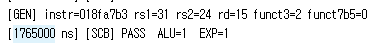 [GEN] instr=018fa7b3 rs1=31 rs2=24 rd=15 funct3=2 funct7b5=0
[1765000 ns] [SCB] PASS  ALU=1  EXP=1